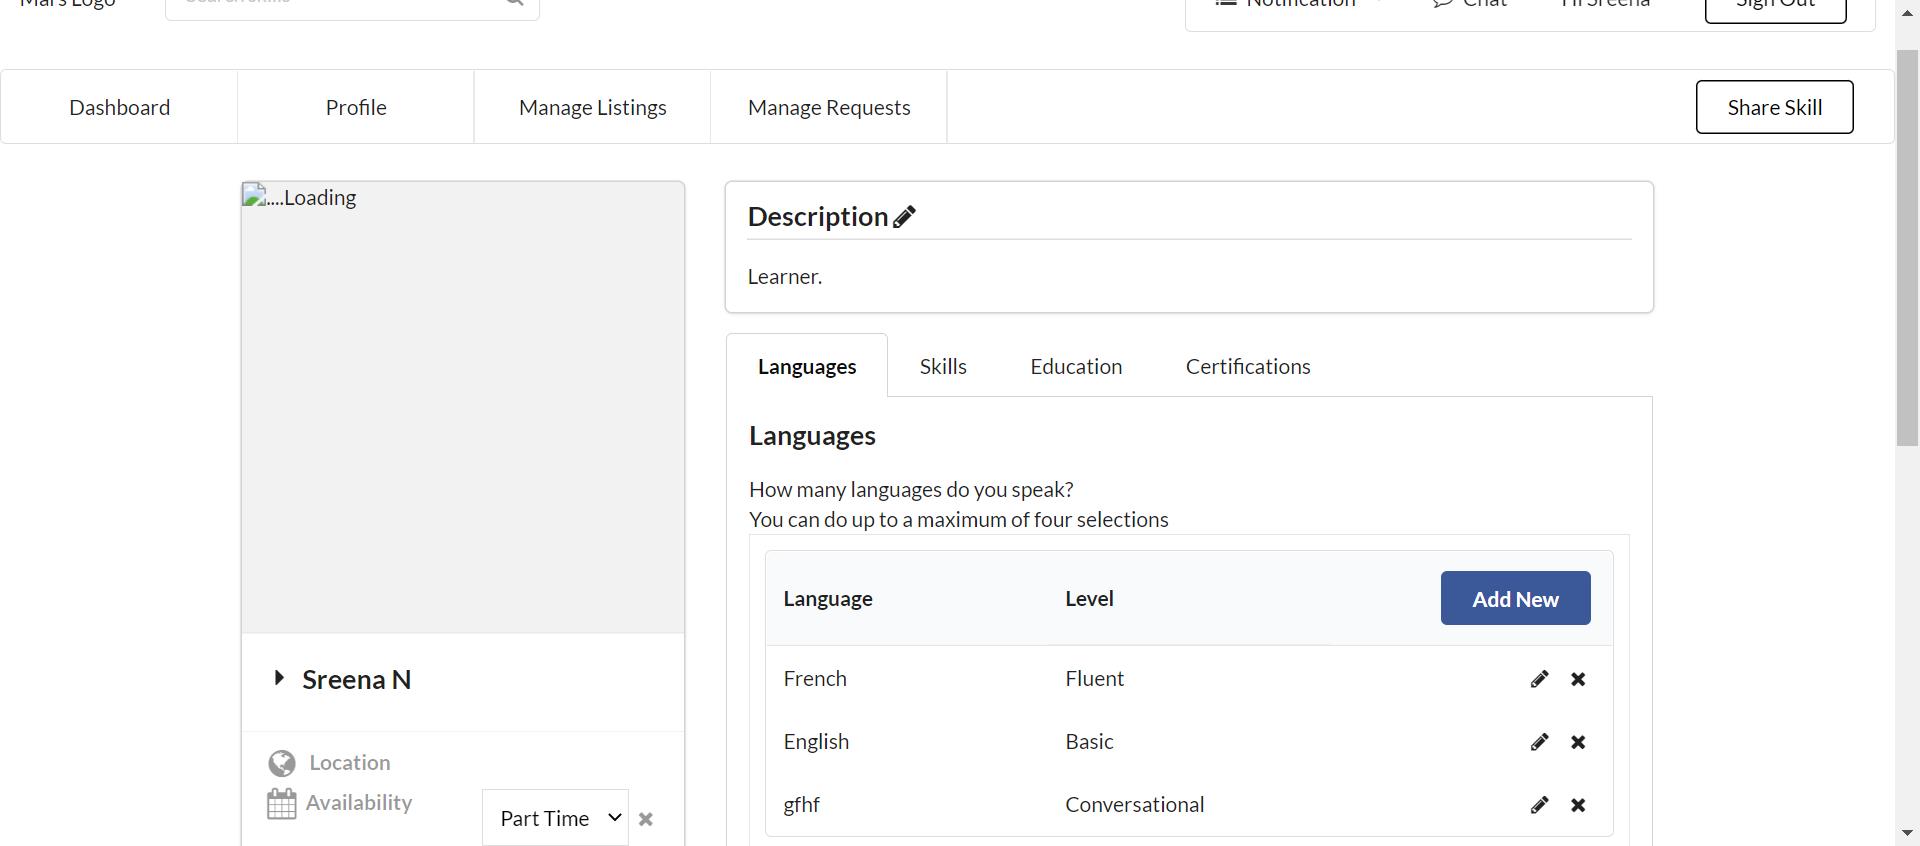 Mars Logo
Search skills
Notification
Chat
Hi Sreena
Sign Out
Dashboard
Profile
Manage Listings
Manage Requests
Share Skill
....Loading
Description
Learner.
Languages
Skills
Education
Certifications
Languages
How many languages do you speak?
You can do up to a maximum of four selections
Language
Level
Add New
French
Fluent
English
Basic
gfhf
Conversational
Sreena N
Location
Availability
Part Time